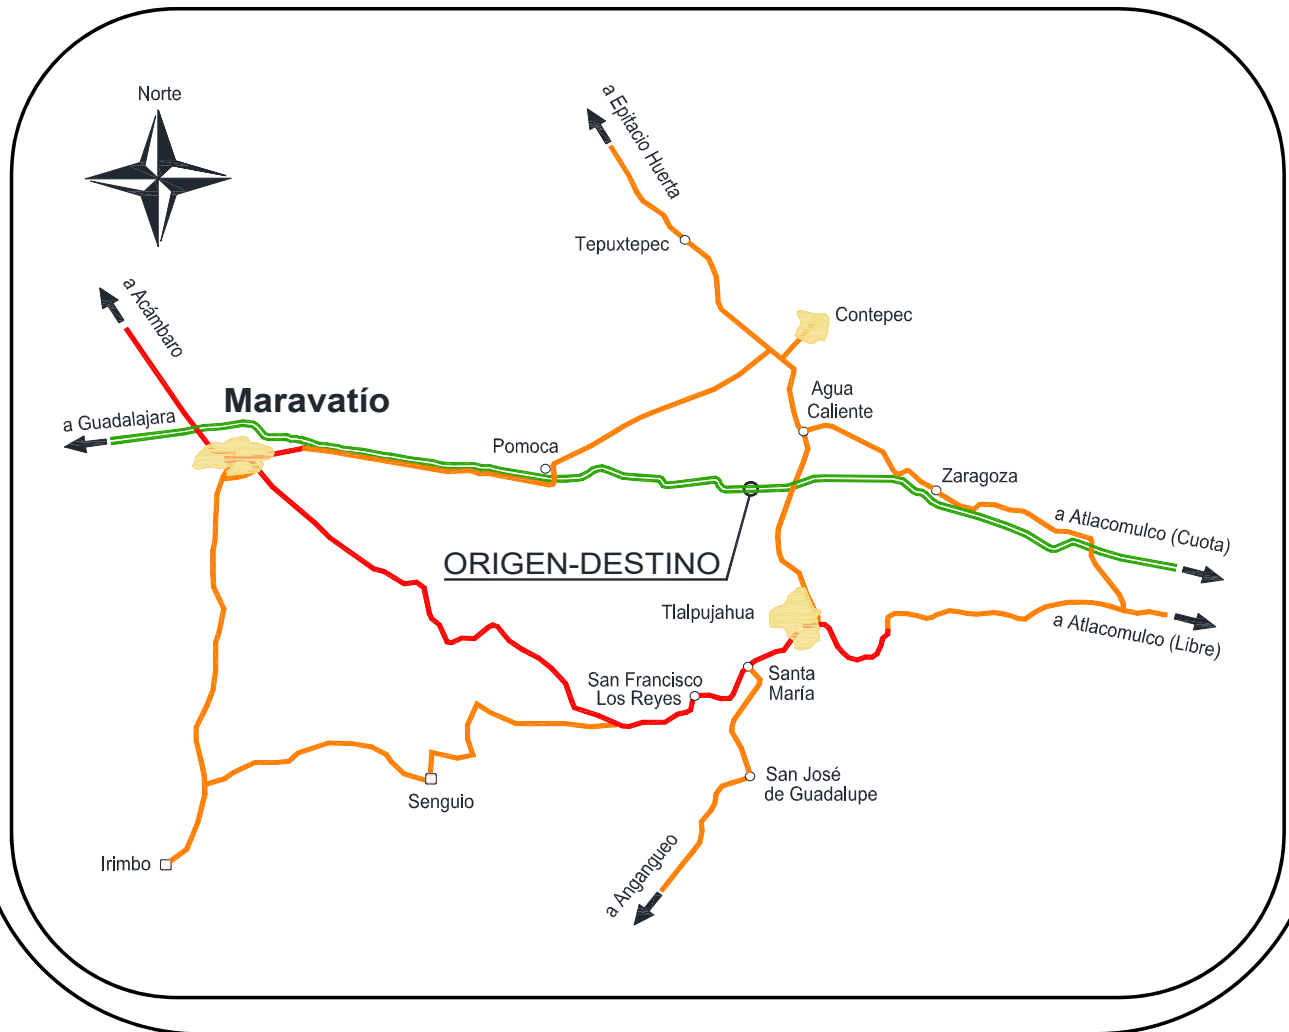 Norte
a Epitacio Huerta
Tepuxtepec
a Acámbaro
Contepec
Maravatío
a Guadalajara
Agua
Caliente
Pomoca
Zaragoza
a Atlacomulco (Cuota)
ORIGEN-DESTINO
Tlalpujahua
a Atlacomulco (Libre)
San Francisco
Los Reyes
Santa
María
San José
de Guadalupe
Senguio
Irimbo
a Angangueo